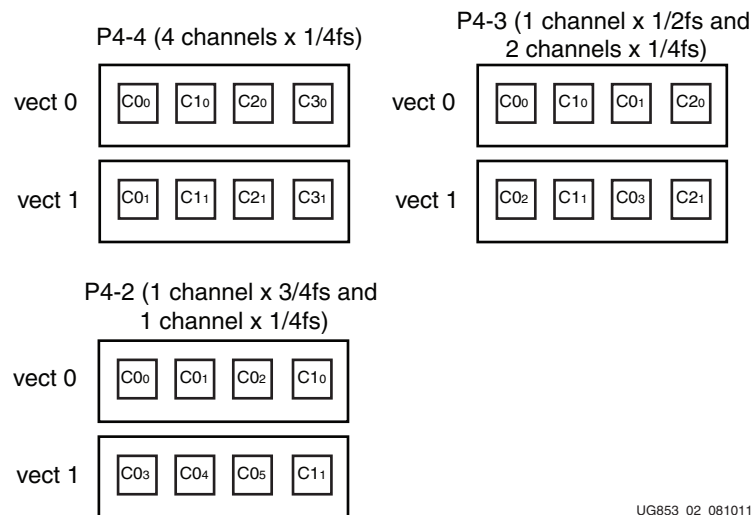 P4-4 (4 channels x 1/4fs)
vect 0 C0₀ C1₀ C2₀ C3₀
vect 1 C0₁ C1₁ C2₁ C3₁
P4-3 (1 channel x 1/2fs and
2 channels x 1/4fs)
vect 0 C0₀ C1₀ C0₁ C2₀
vect 1 C0₂ C1₁ C0₃ C2₁
P4-2 (1 channel x 3/4fs and
1 channel x 1/4fs)
vect 0 C0₀ C0₁ C0₂ C1₀
vect 1 C0₃ C0₄ C0₅ C1₁
UG853_02_081011